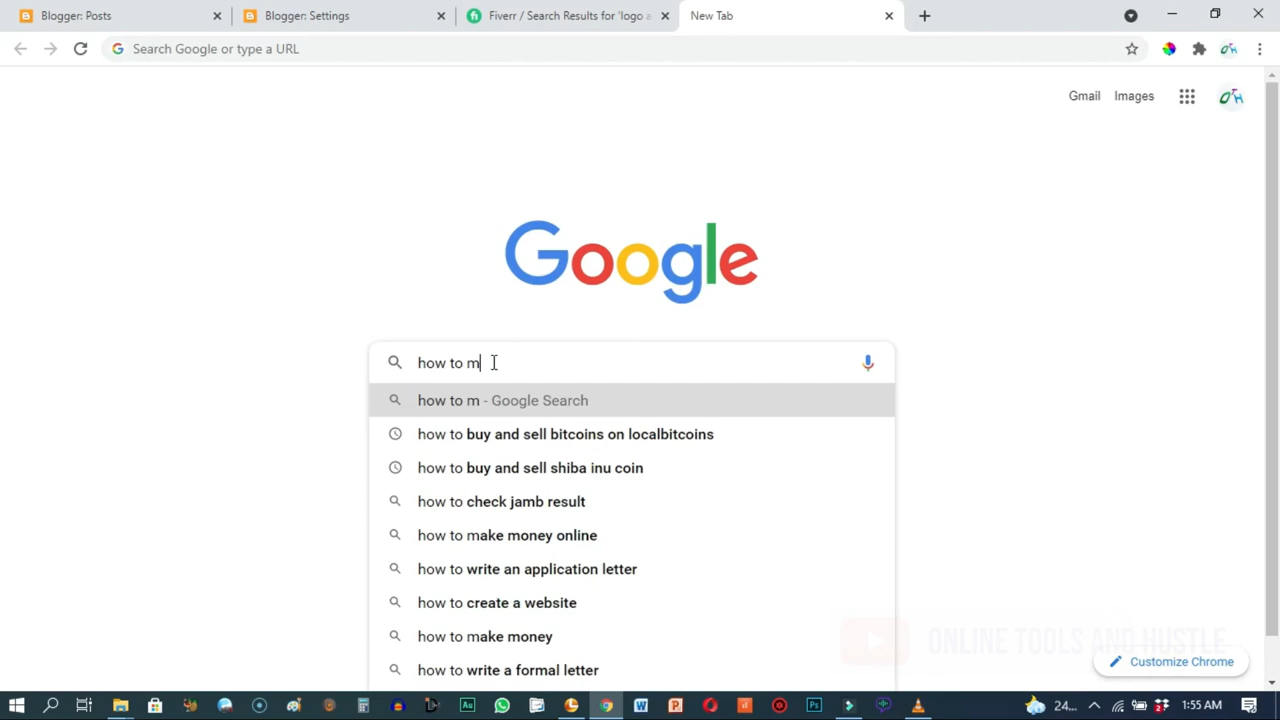 Blogger: Posts
Blogger: Settings
Fiverr / Search Results for 'logo a
New Tab
Search Google or type a URL
Gmail Images
Google
how to m
how to m - Google Search
how to buy and sell bitcoins on localbitcoins
how to buy and sell shiba inu coin
how to check jamb result
how to make money online
how to write an application letter
how to create a website
how to make money
how to write a formal letter
ONLINE TOOLS AND HUSTLE
Customize Chrome
24... 1:55 AM